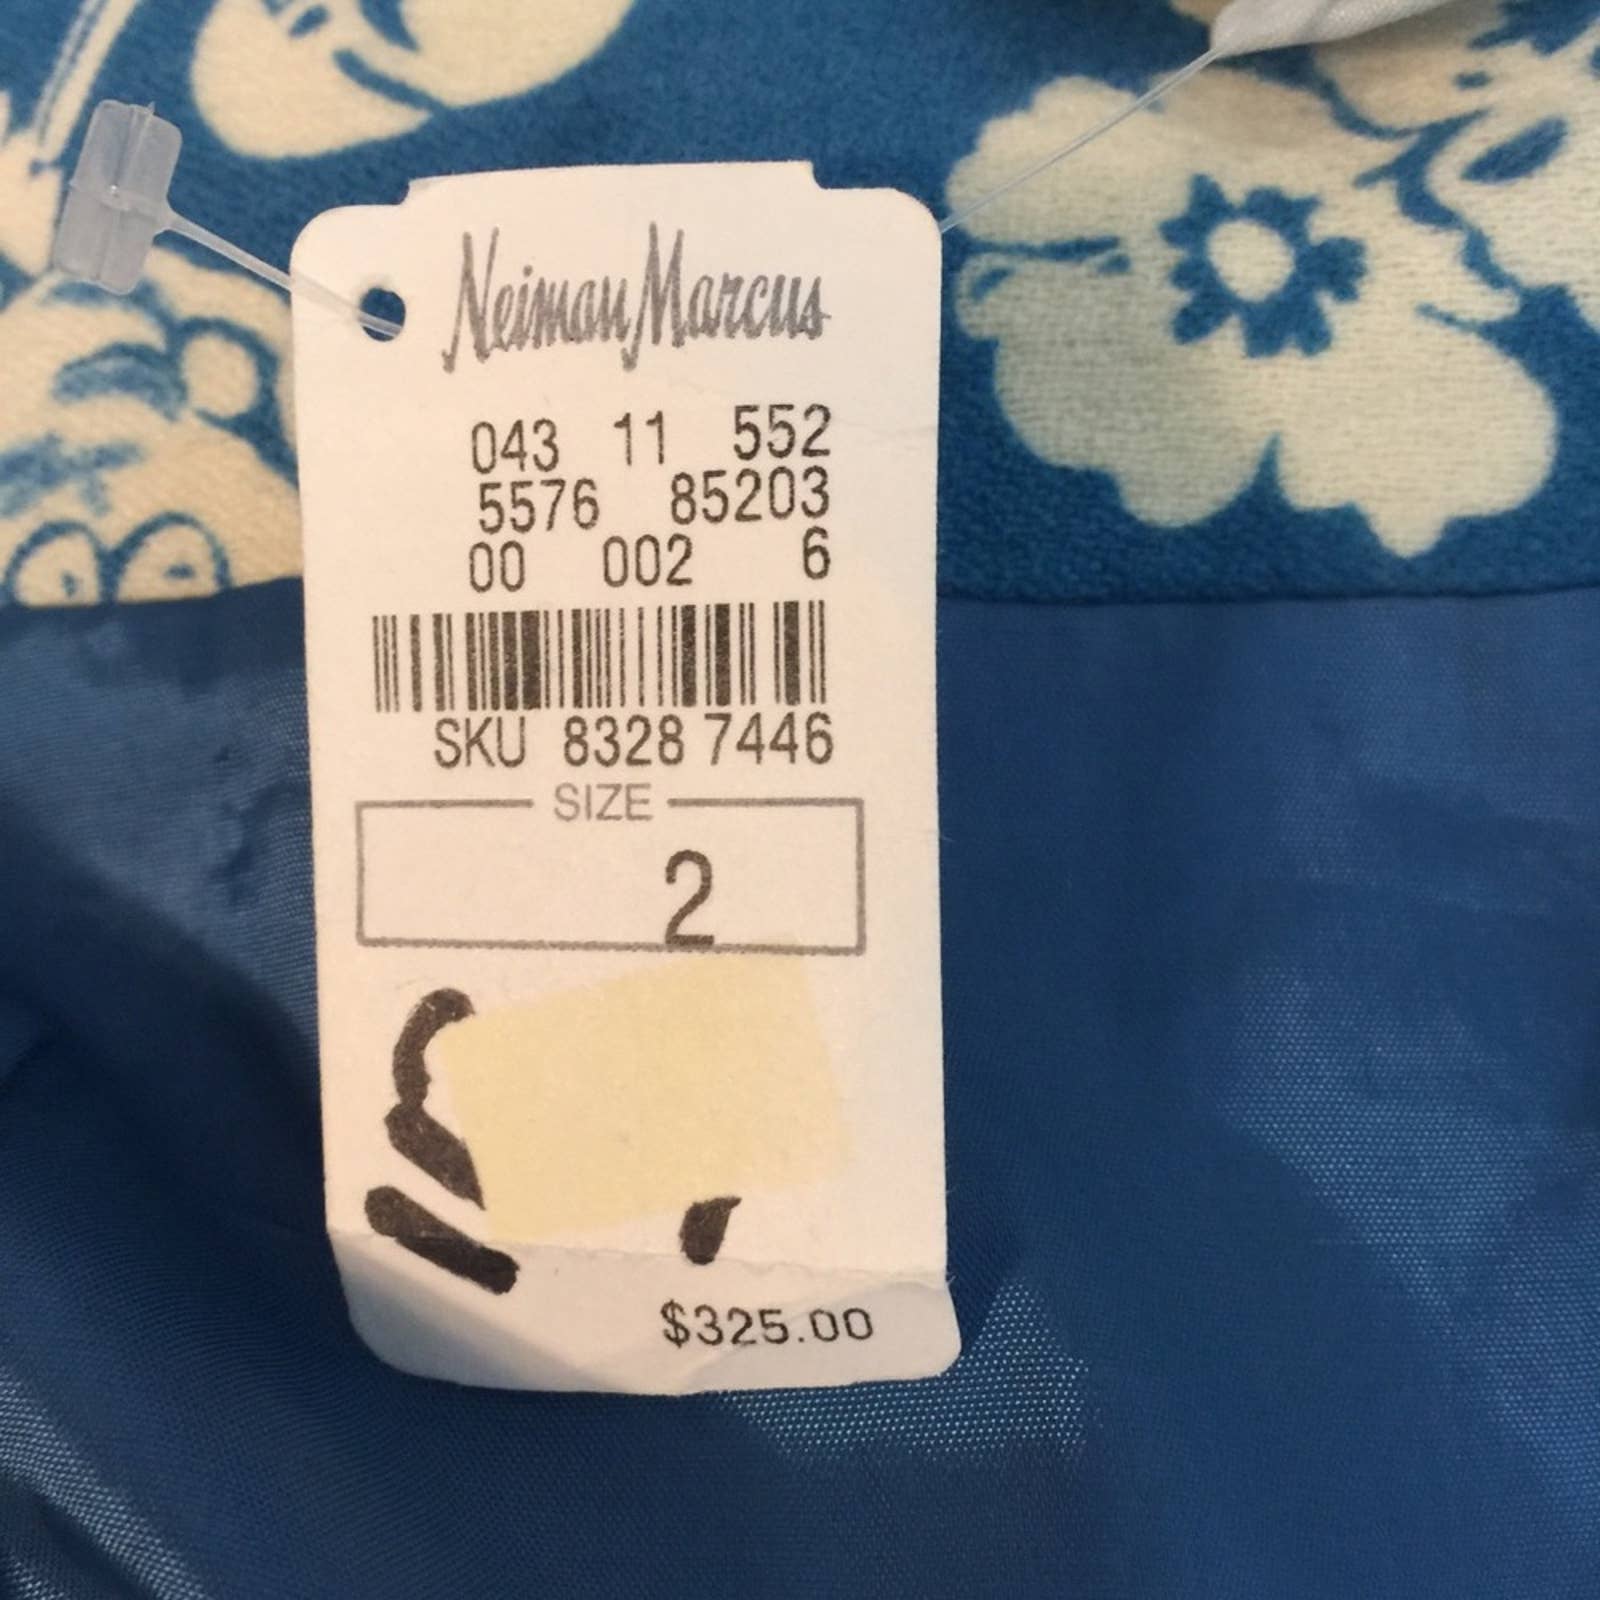 Neiman Marcus
043 11 552
5576 85203
00 002 6
SKU 8328 7446
SIZE
2
$325.00